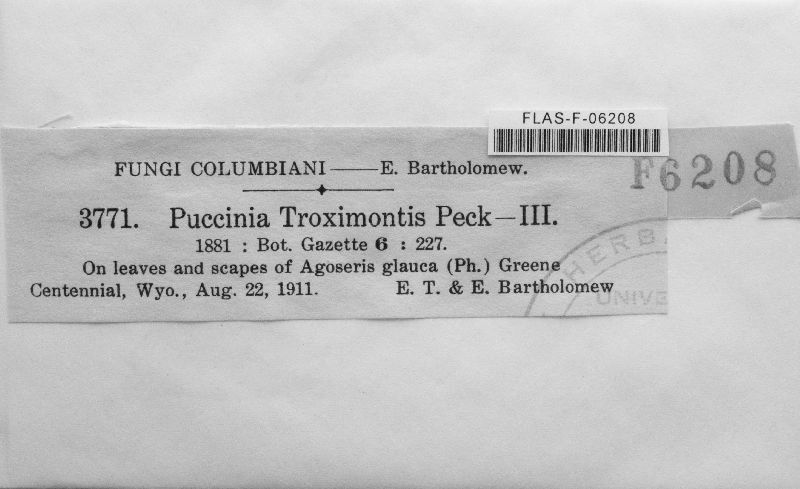 FLAS-F-06208
F6208
FUNGI COLUMBIANI——E. Bartholomew.
3771. Puccinia Troximontis Peck—III.
1881 : Bot. Gazette 6 : 227.
On leaves and scapes of Agoseris glauca (Ph.) Greene
Centennial, Wyo., Aug. 22, 1911. E. T. & E. Bartholomew